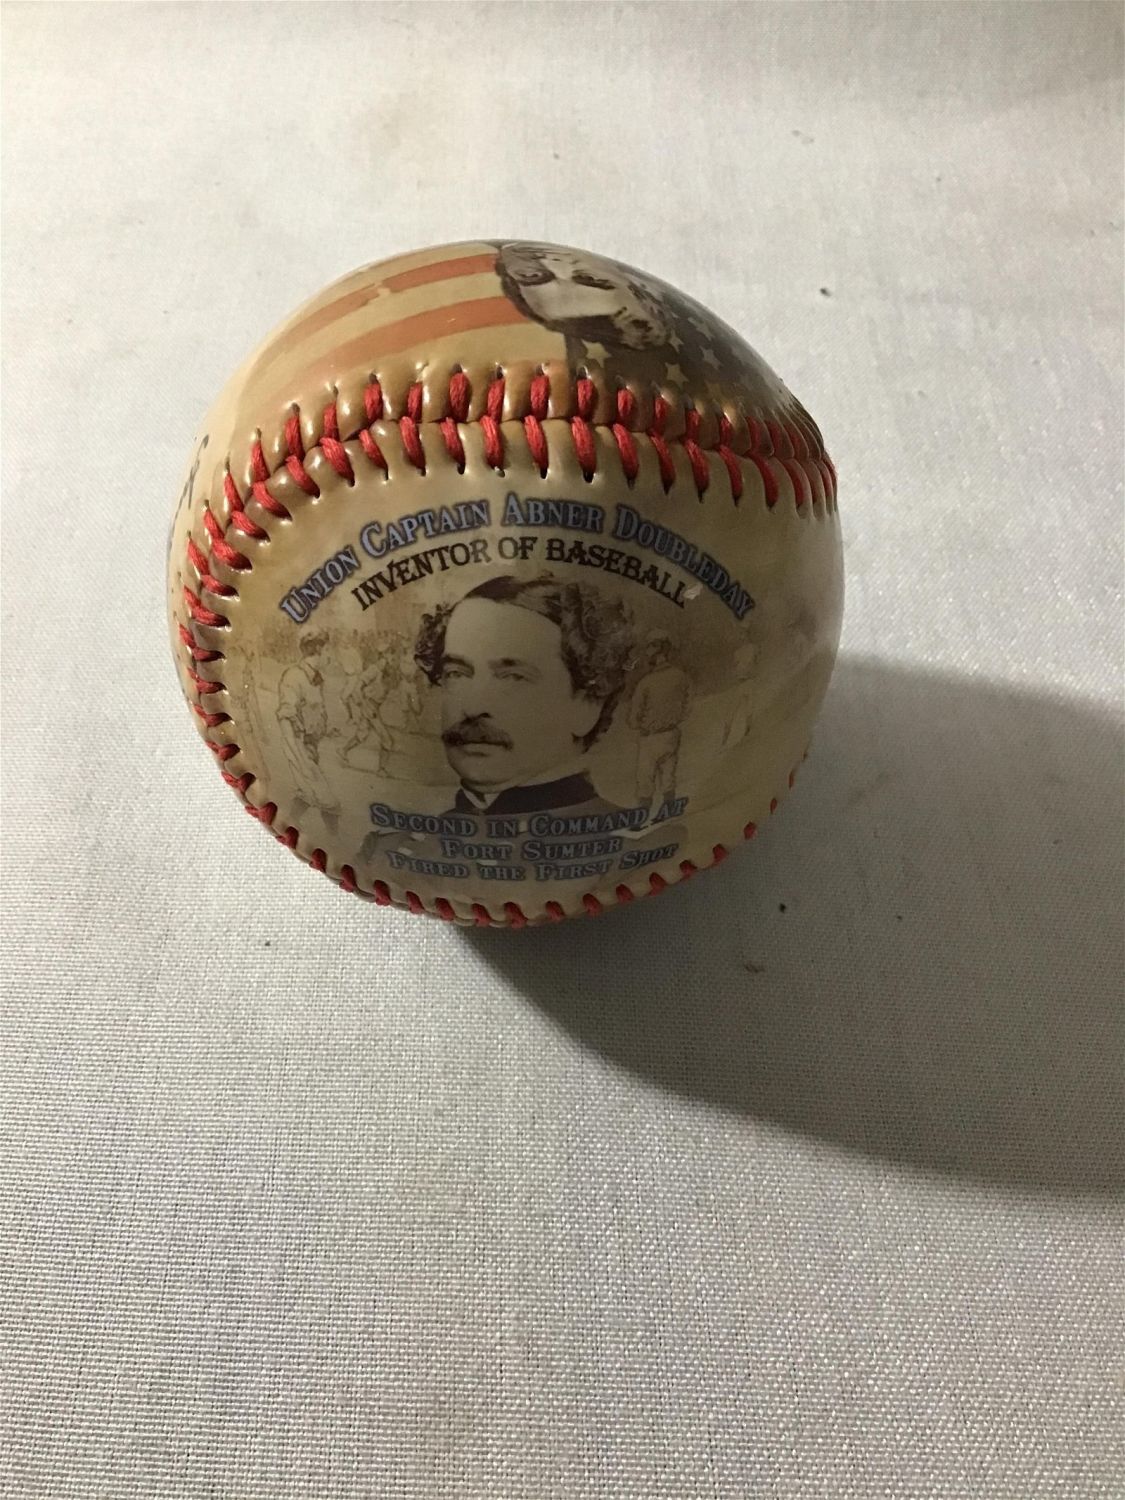 Union Captain Abner Doubleday
INVENTOR OF BASEBALL
Second in Command at
Fort Sumter
Fired the First Shot